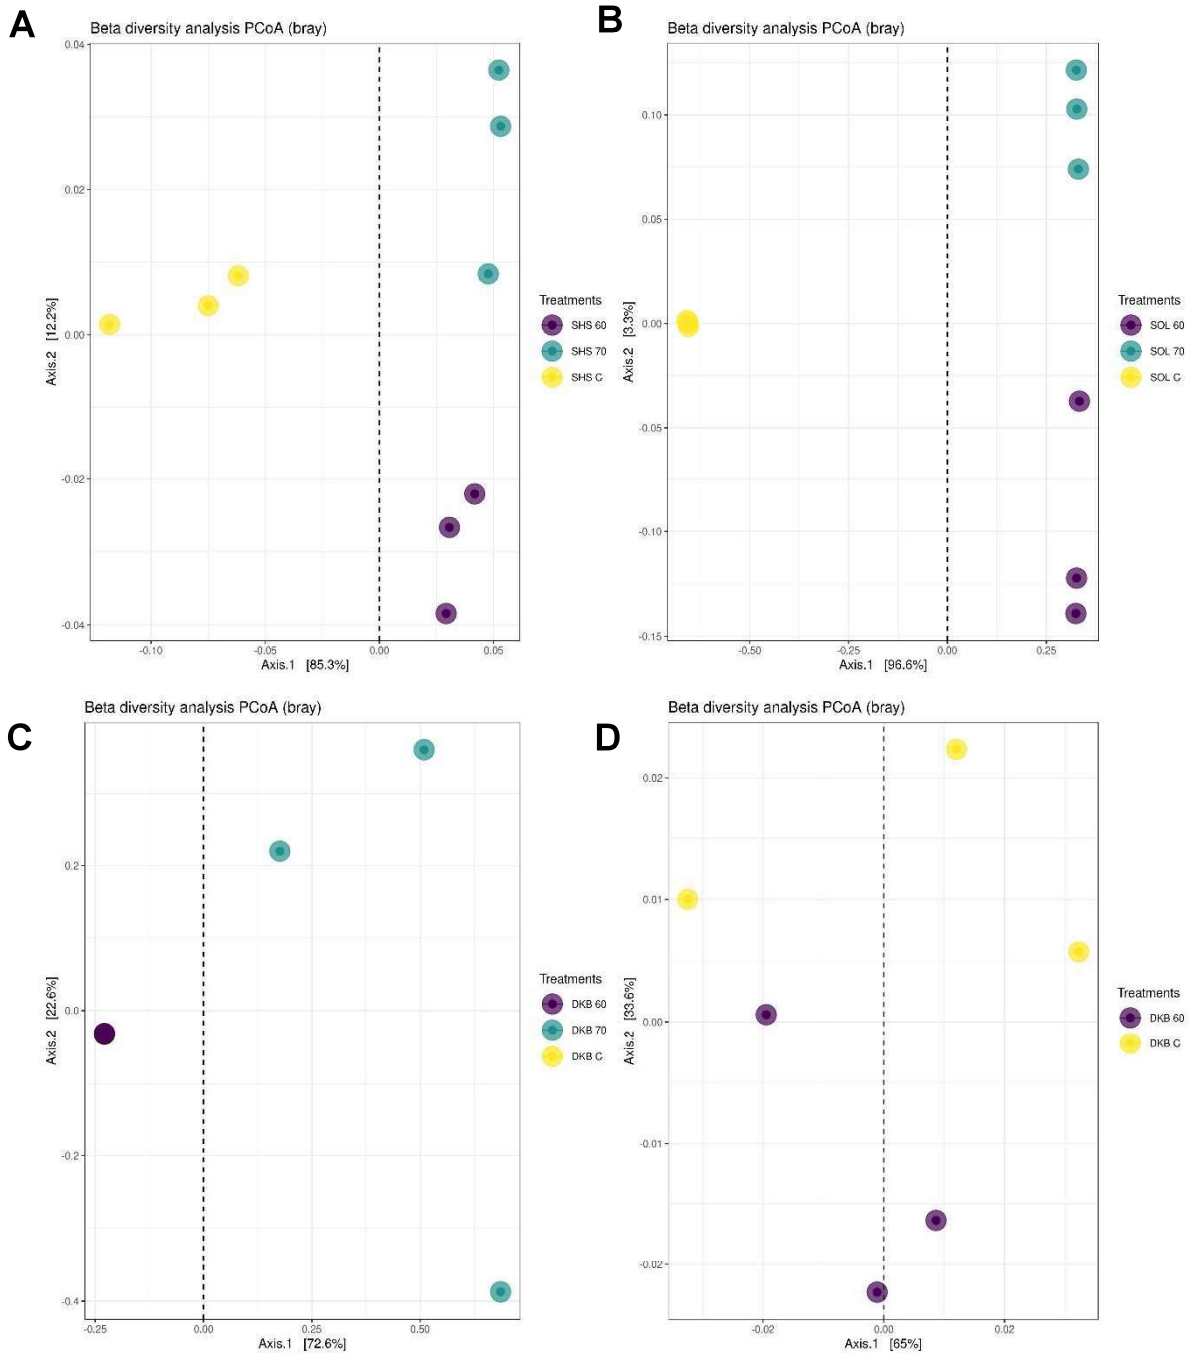 A
Beta diversity analysis PCoA (bray)
0.04
0.02
0.00
-0.02
-0.04
Axis.2 [12.2%]
-0.10
-0.05
0.00
0.05
Axis.1 [85.3%]
Treatments
SHS 60
SHS 70
SHS C
B
Beta diversity analysis PCoA (bray)
0.10
0.05
0.00
-0.05
-0.10
-0.15
Axis.2 [3.3%]
-0.50
-0.25
0.00
0.25
Axis.1 [96.6%]
Treatments
SOL 60
SOL 70
SOL C
C
Beta diversity analysis PCoA (bray)
0.2
0.0
-0.2
-0.4
Axis.2 [22.6%]
-0.25
0.00
0.25
0.50
Axis.1 [72.6%]
Treatments
DKB 60
DKB 70
DKB C
D
Beta diversity analysis PCoA (bray)
0.02
0.01
0.00
-0.01
-0.02
Axis.2 [33.6%]
-0.02
0.00
0.02
Axis.1 [65%]
Treatments
DKB 60
DKB C